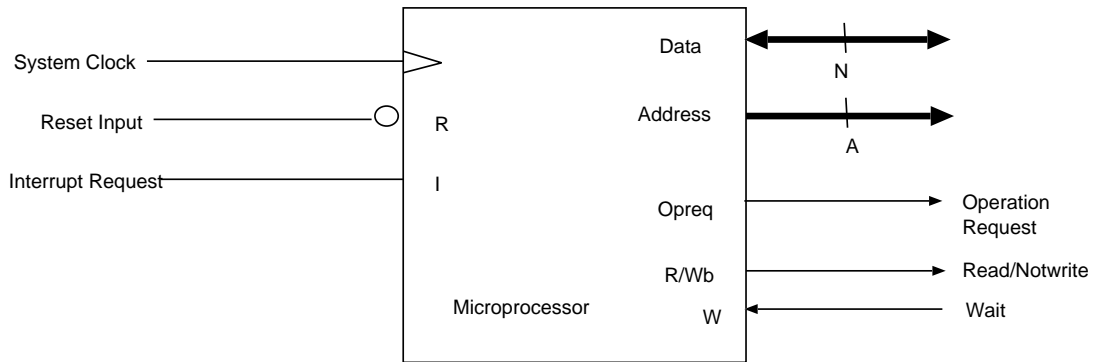 System Clock
Reset Input
Interrupt Request
R
I
Data
N
Address
A
Opreq
Operation
Request
R/Wb
Read/Notwrite
Microprocessor
W
Wait